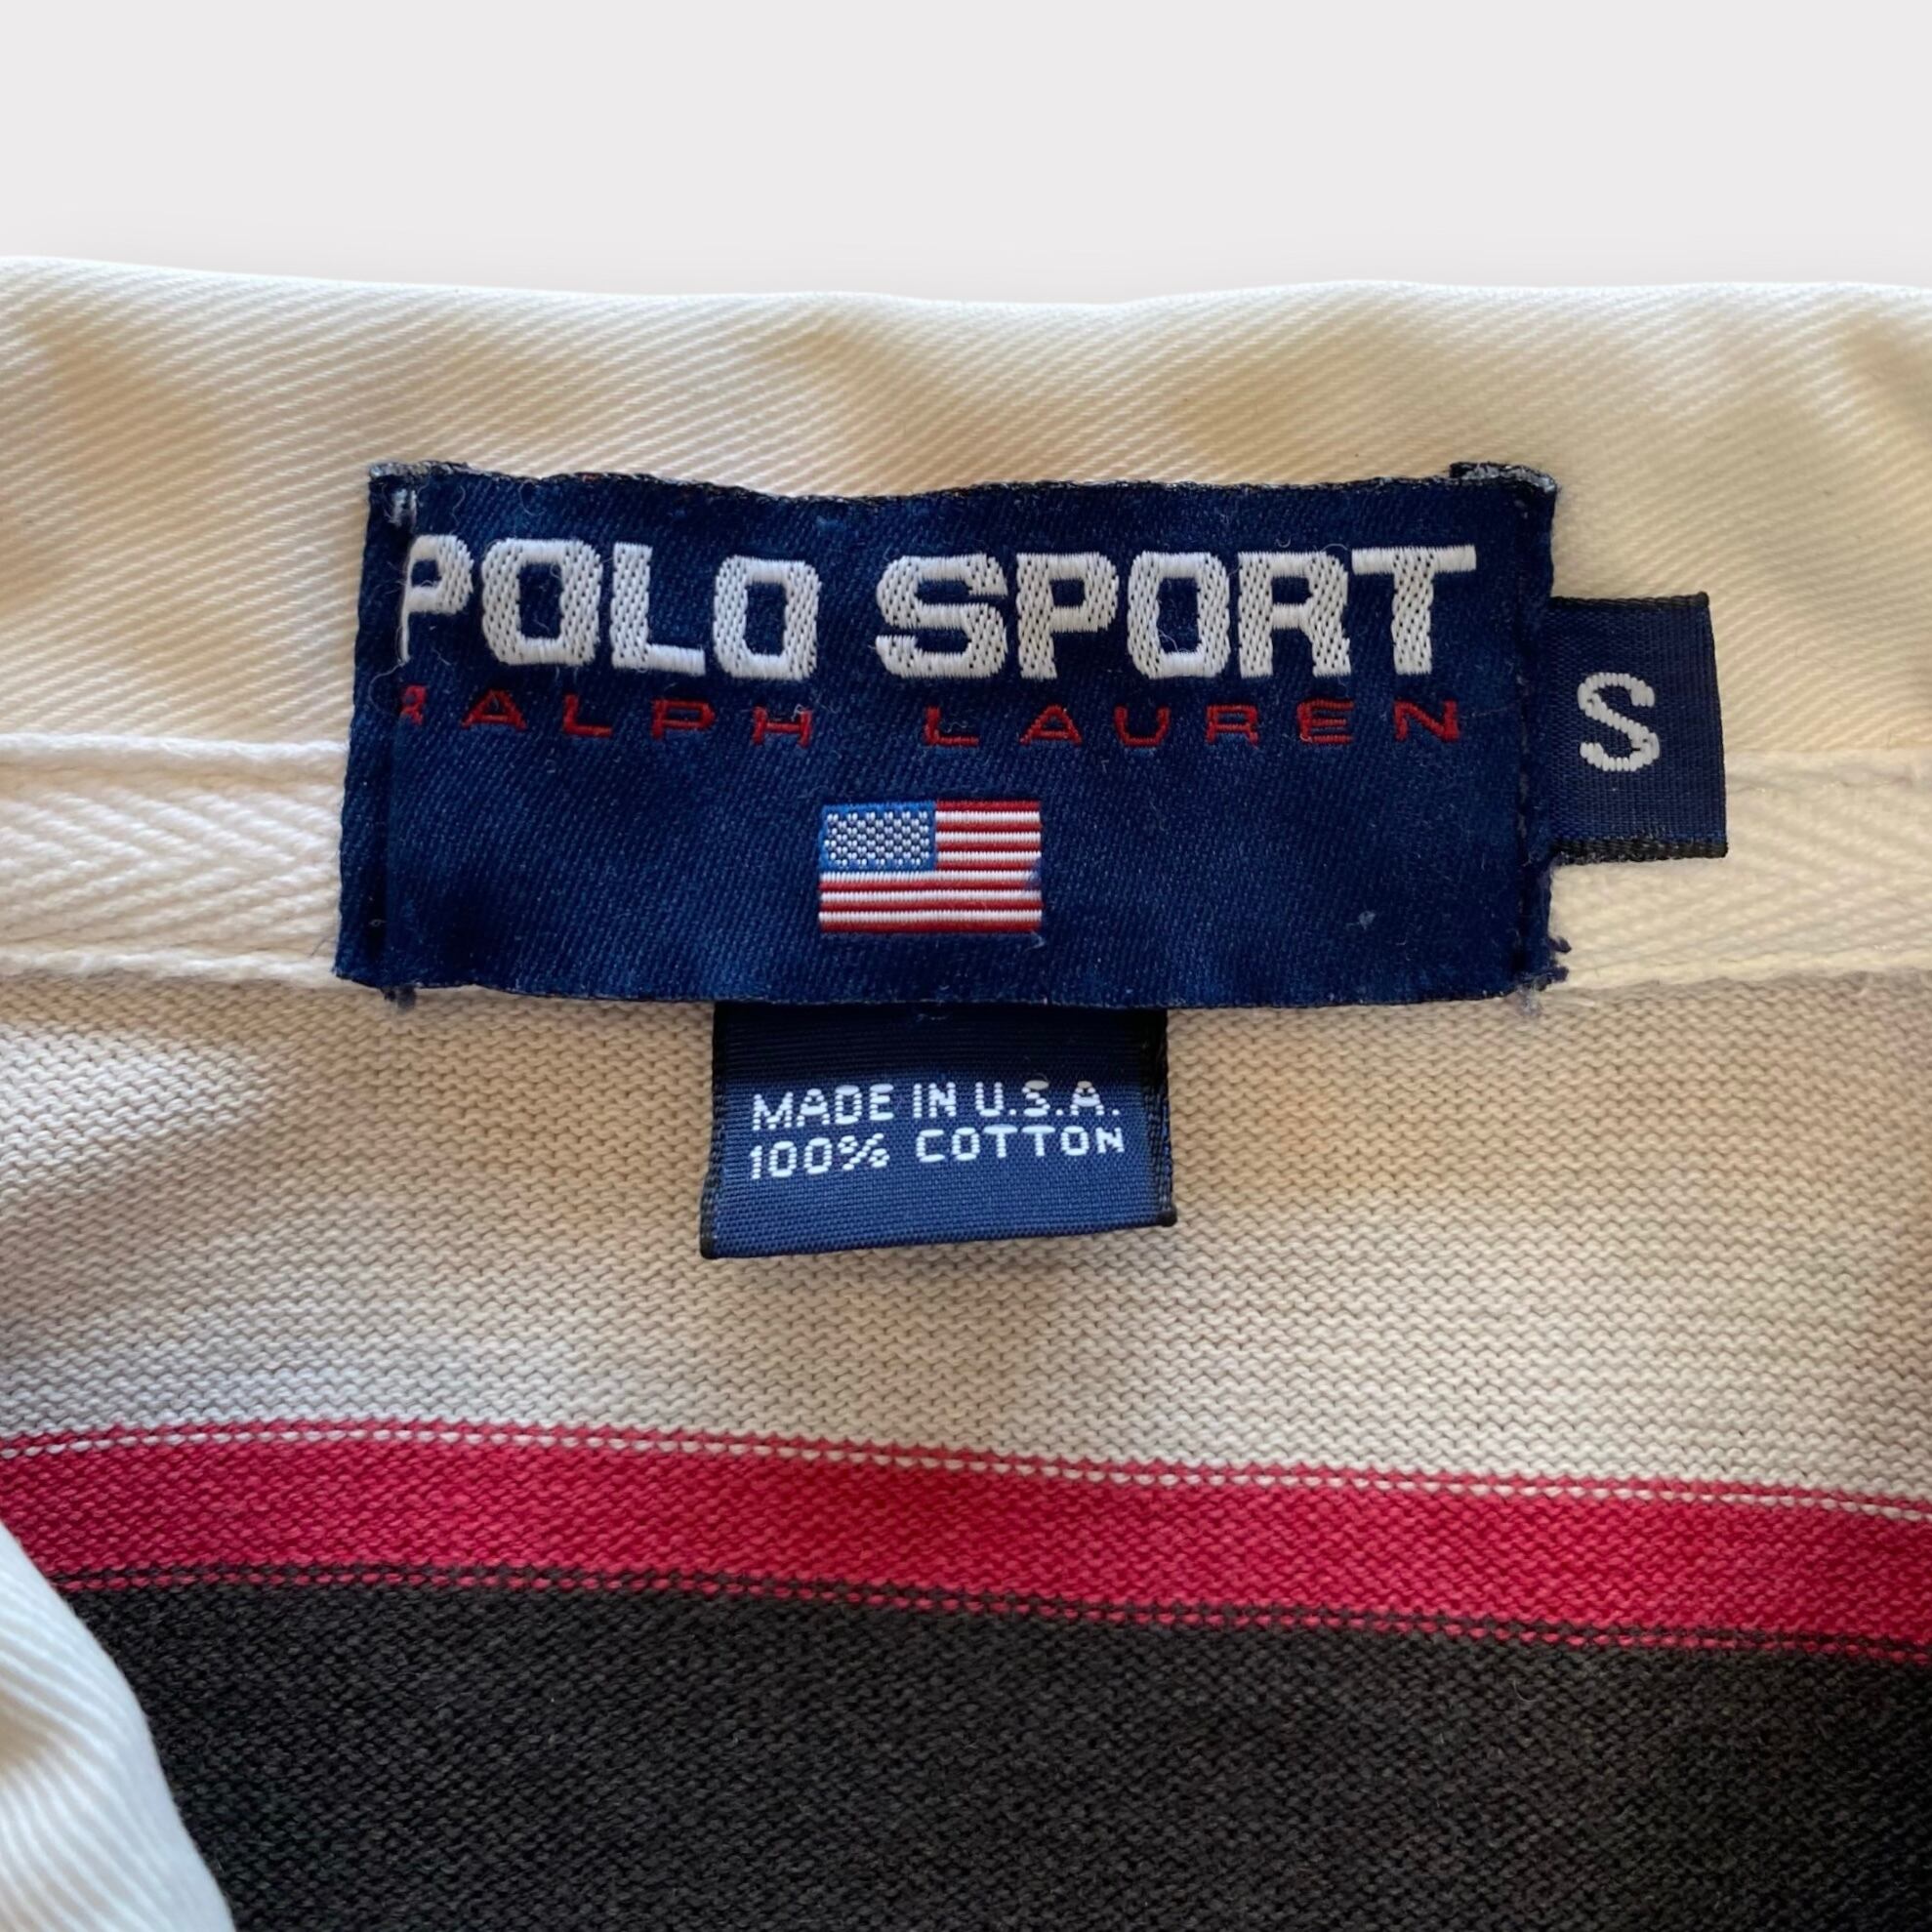 POLO SPORT
RALPH LAUREN
S
MADE IN U.S.A.
100% COTTON